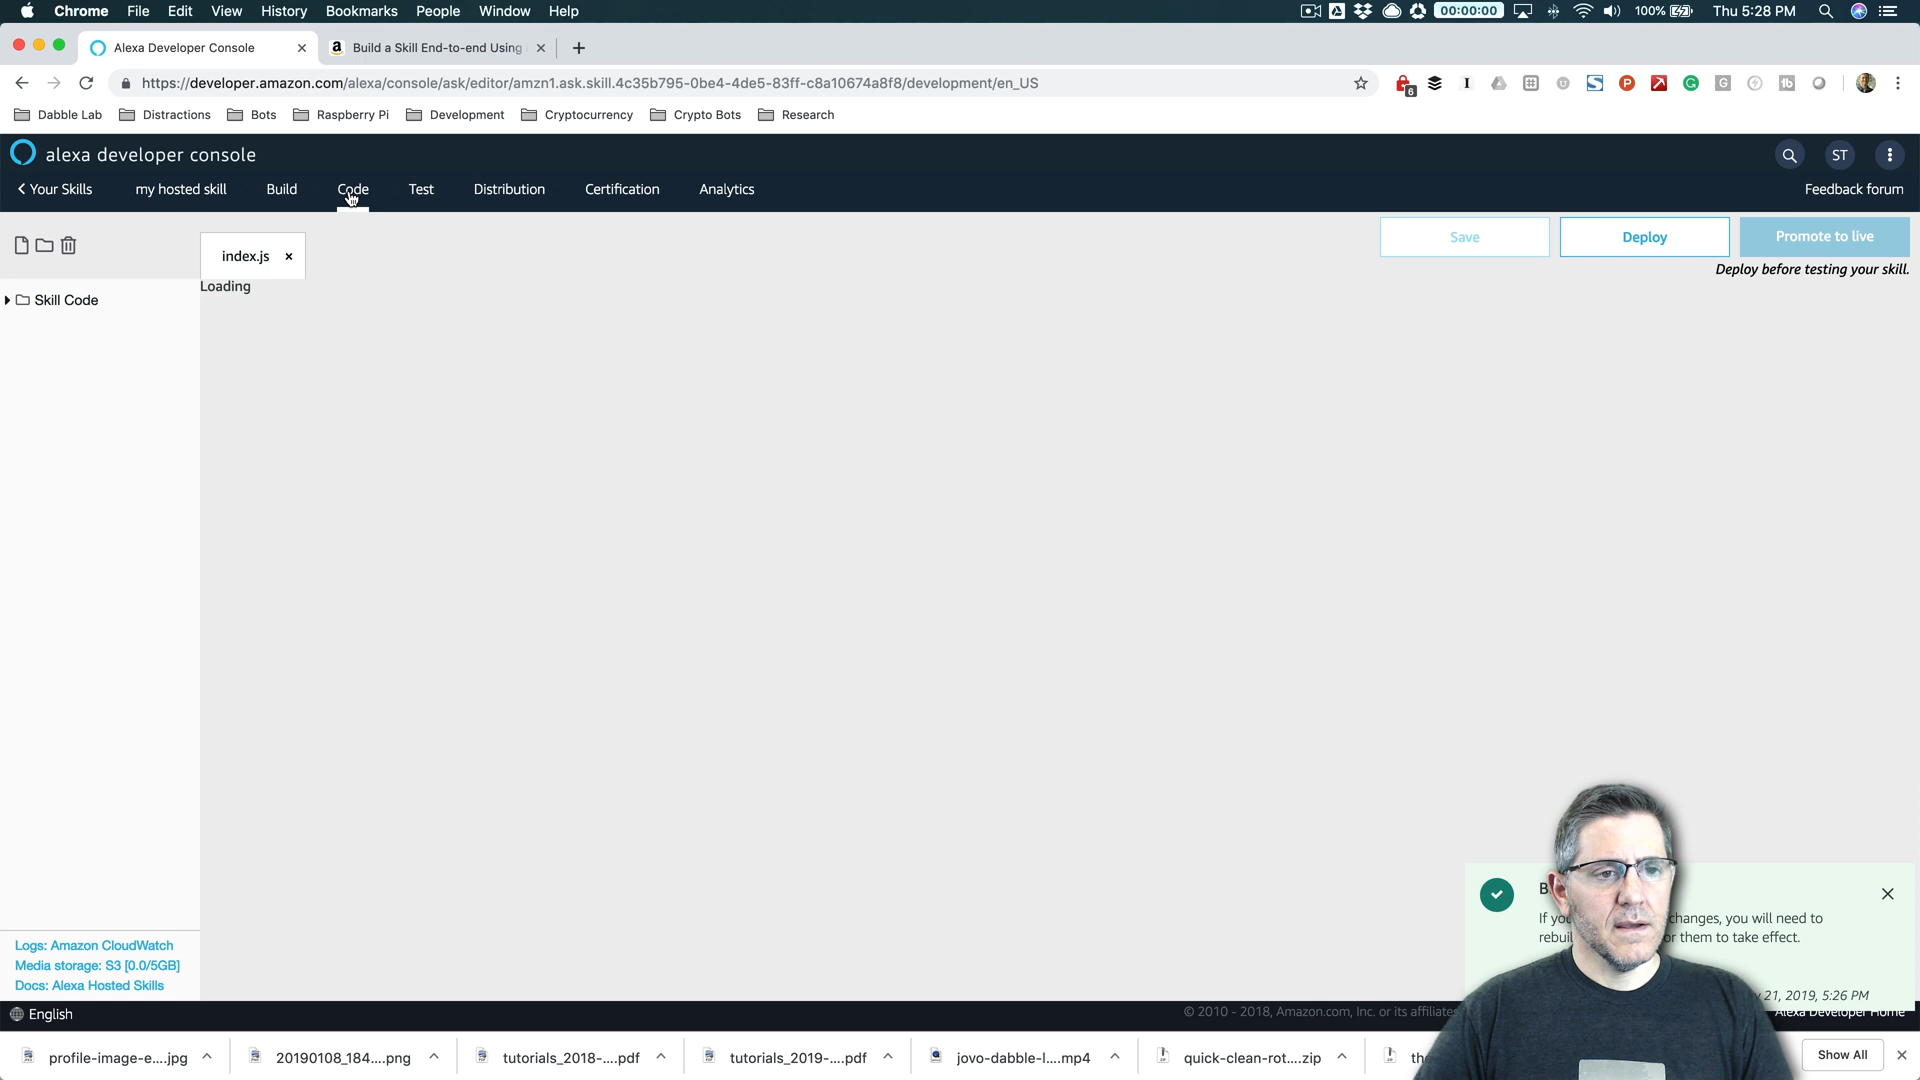 Chrome File Edit View History Bookmarks People Window Help 00:00:00 100% Thu 5:28 PM
Alexa Developer Console
Build a Skill End-to-end Using
https://developer.amazon.com/alexa/console/ask/editor/amzn1.ask.skill.4c35b795-0be4-4de5-83ff-c8a10674a8f8/development/en_US
6
Dabble Lab Distractions Bots Raspberry Pi Development Cryptocurrency Crypto Bots Research
alexa developer console
ST
Your Skills my hosted skill Build Code Test Distribution Certification Analytics Feedback forum
index.js
Save Deploy Promote to live
Deploy before testing your skill.
Loading
Skill Code
If changes, you will need to
or them to take effect.
21, 2019, 5:26 PM
Logs: Amazon CloudWatch
Media storage: S3 [0.0/5GB]
Docs: Alexa Hosted Skills
English
© 2010 - 2018, Amazon.com, Inc. or its affiliates
Alexa Developer Home
profile-image-e....jpg 20190108_184....png tutorials_2018-....pdf tutorials_2019-....pdf jovo-dabble-l....mp4 quick-clean-rot....zip Show All